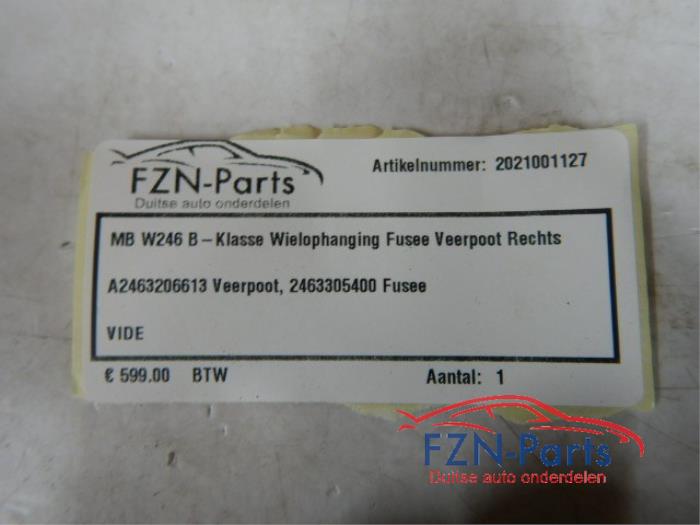 FZN-Parts
Duitse auto onderdelen
Artikelnummer: 2021001127
MB W246 B-Klasse Wielophanging Fusee Veerpoot Rechts
A2463206613 Veerpoot, 2463305400 Fusee
VIDE
€ 599.00 BTW Aantal: 1
FZN-Parts
Duitse auto onderdelen